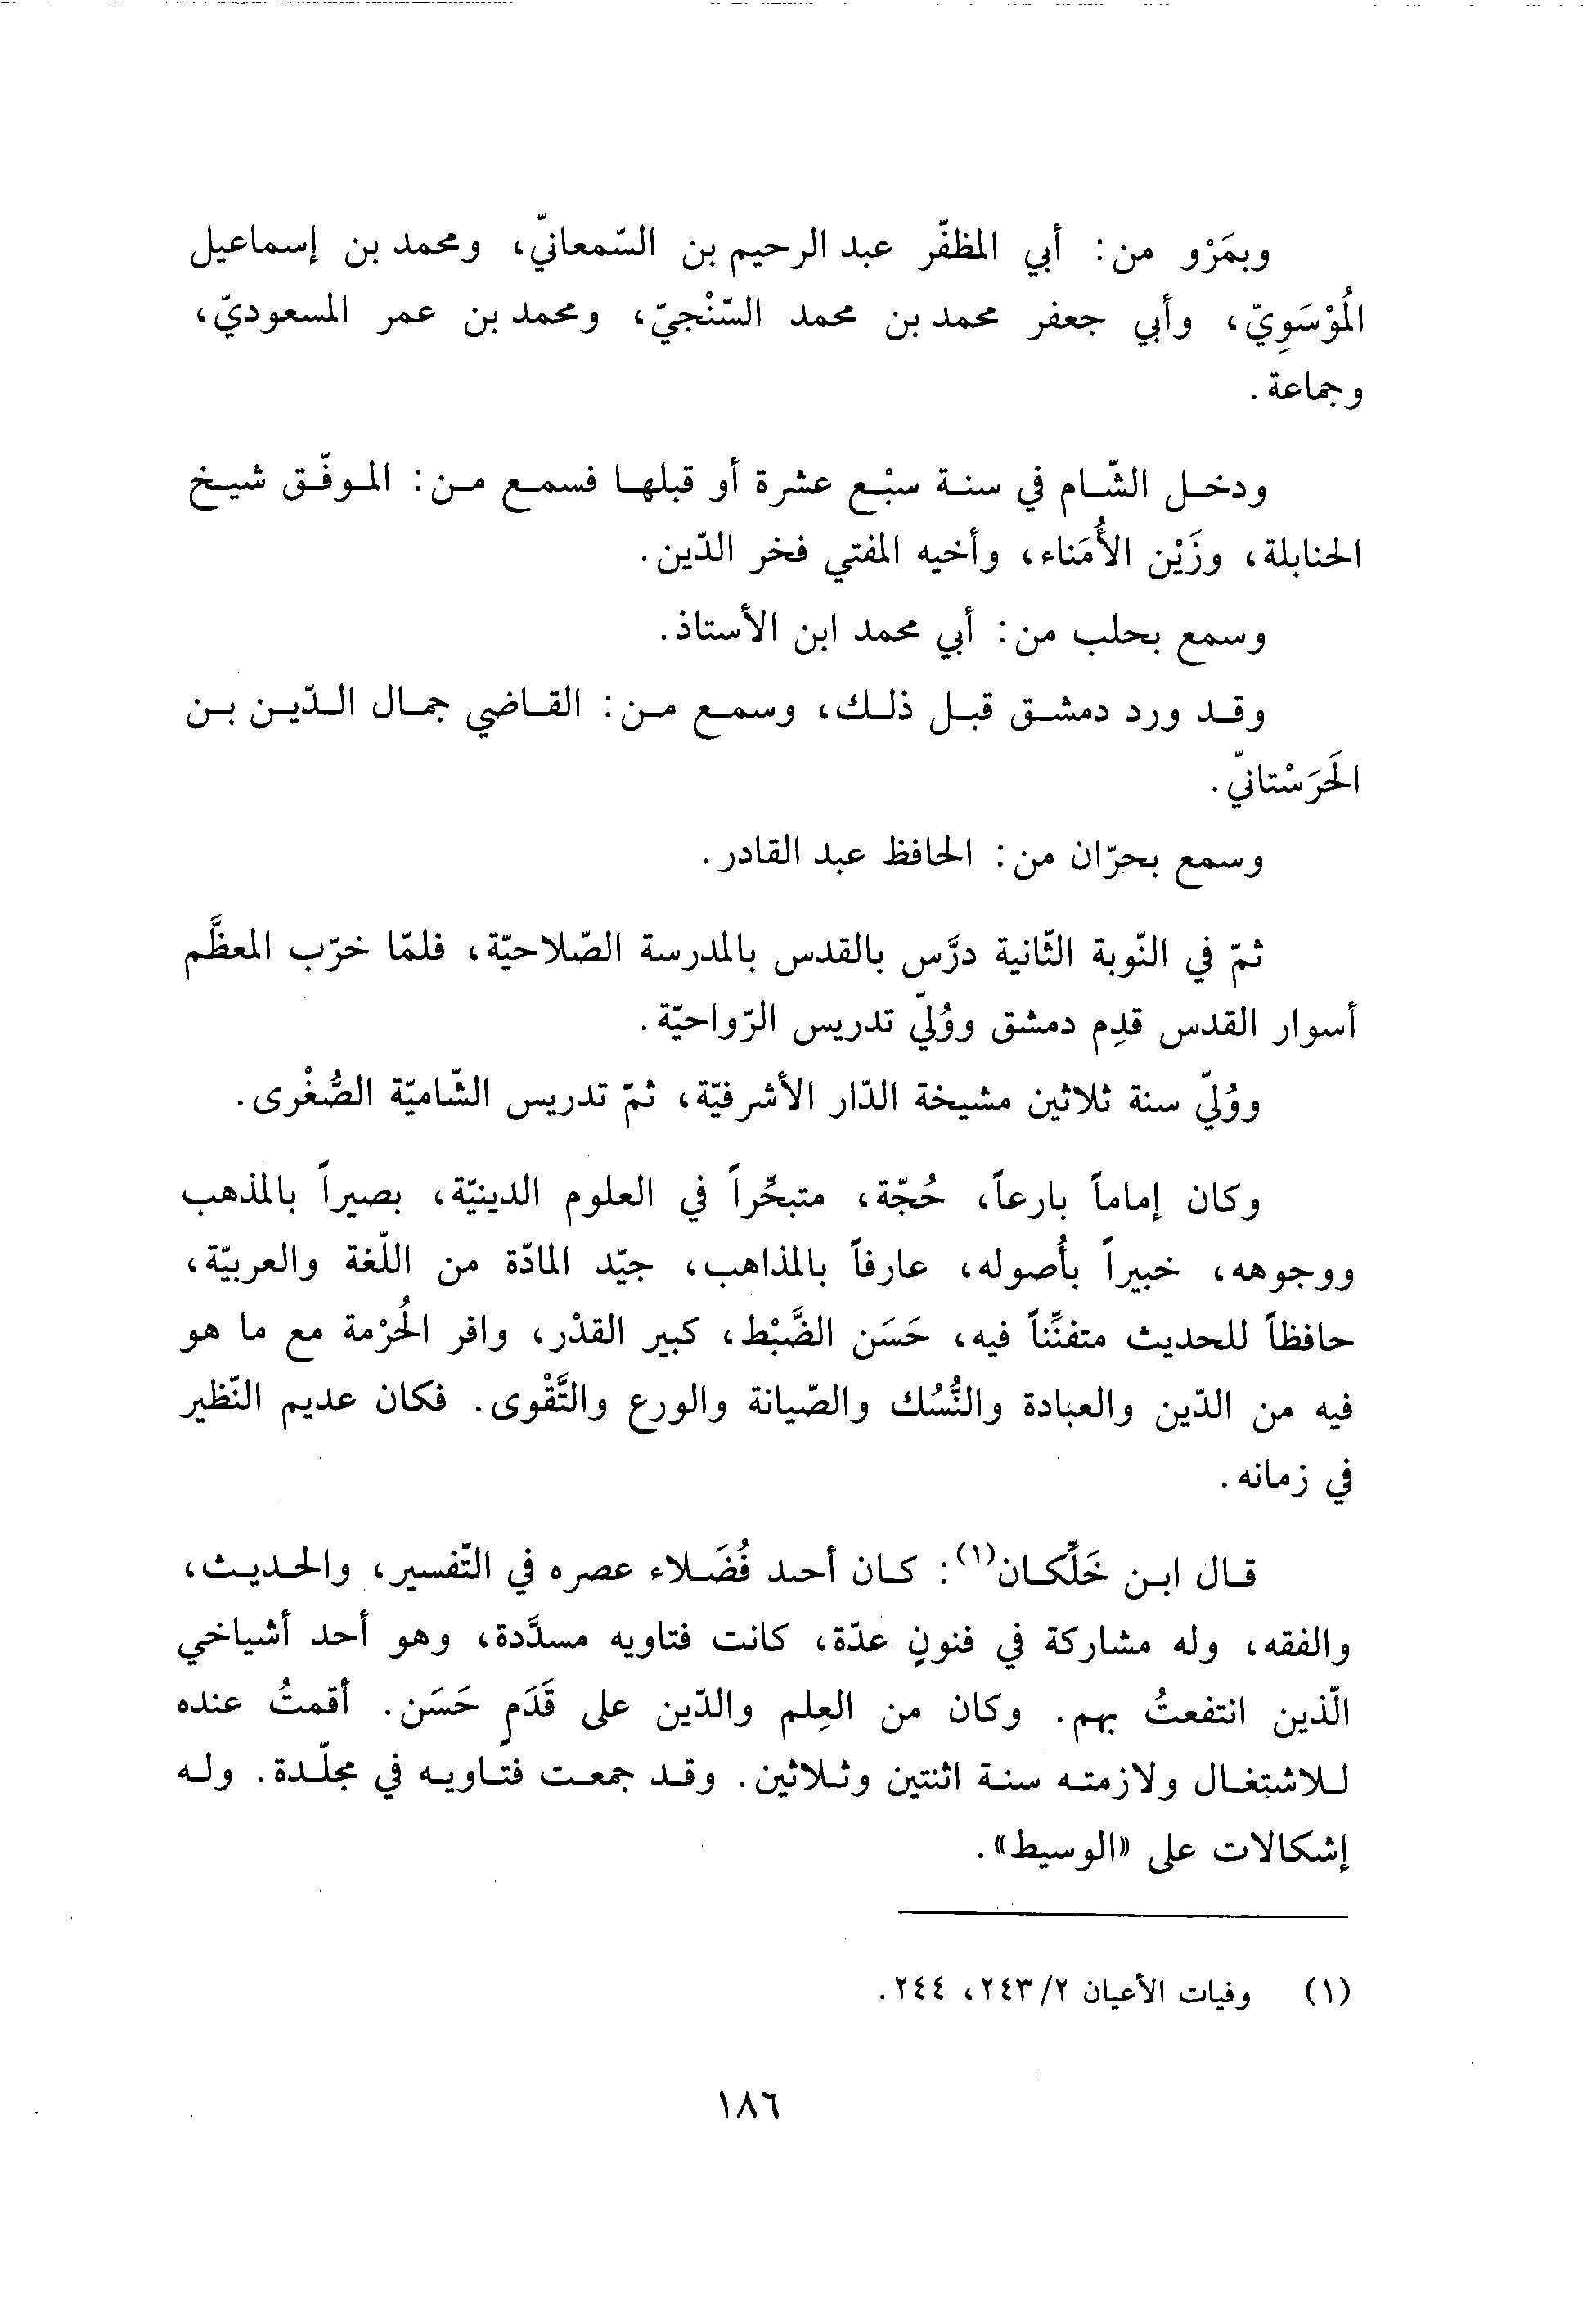 وبمَرْو من: أبي المظفّر عبد الرحيم بن السّمعانيّ، ومحمد بن إسماعيل
المُوْسَوِيّ، وأبي جعفر محمد بن محمد السّنْجيّ، ومحمد بن عمر المسعوديّ،
وجماعة.
ودخل الشّام في سنة سبْع عشرة أو قبلها فسمع من: الموفّق شيخ
الحنابلة، وزَيْن الأُمَناء، وأخيه المفتي فخر الدّين.
وسمع بحلب من: أبي محمد ابن الأستاذ.
وقد ورد دمشق قبل ذلك، وسمع من: القاضي جمال الدّين بن
الحَرَسْتانيّ.
وسمع بحرّان من: الحافظ عبد القادر.
ثمّ في النّوبة الثّانية درَّس بالقدس بالمدرسة الصّلاحيّة، فلمّا خرّب المعظَّم
أسوار القدس قدِم دمشق ووُليّ تدريس الرّواحيّة.
ووُليّ سنة ثلاثين مشيخة الدّار الأشرفيّة، ثمّ تدريس الشّاميّة الصُّغْرى.
وكان إماماً بارعاً، حُجّة، متبحِّراً في العلوم الدينيّة، بصيراً بالمذهب
ووجوهه، خبيراً بأُصوله، عارفاً بالمذاهب، جيّد المادّة من اللّغة والعربيّة،
حافظاً للحديث متفنِّناً فيه، حَسَن الضَّبْط، كبير القدْر، وافر الحُرْمة مع ما هو
فيه من الدّين والعبادة والنُّسُك والصّيانة والورع والتَّقْوى. فكان عديم النّظير
في زمانه.
قال ابن خَلِّكان(١): كان أحد فُضَلاء عصره في التّفسير، والحديث،
والفقه، وله مشاركة في فنونٍ عدّة، كانت فتاويه مسدَّدة، وهو أحد أشياخي
الّذين انتفعتُ بهم. وكان من العِلم والدّين على قَدَمٍ حَسَن. أقمتُ عنده
للاشتغال ولازمته سنة اثنتين وثلاثين. وقد جمعت فتاويه في مجلّدة. وله
إشكالات على «الوسيط».
(١) وفيات الأعيان ٢/ ٢٤٣، ٢٤٤.
١٨٦